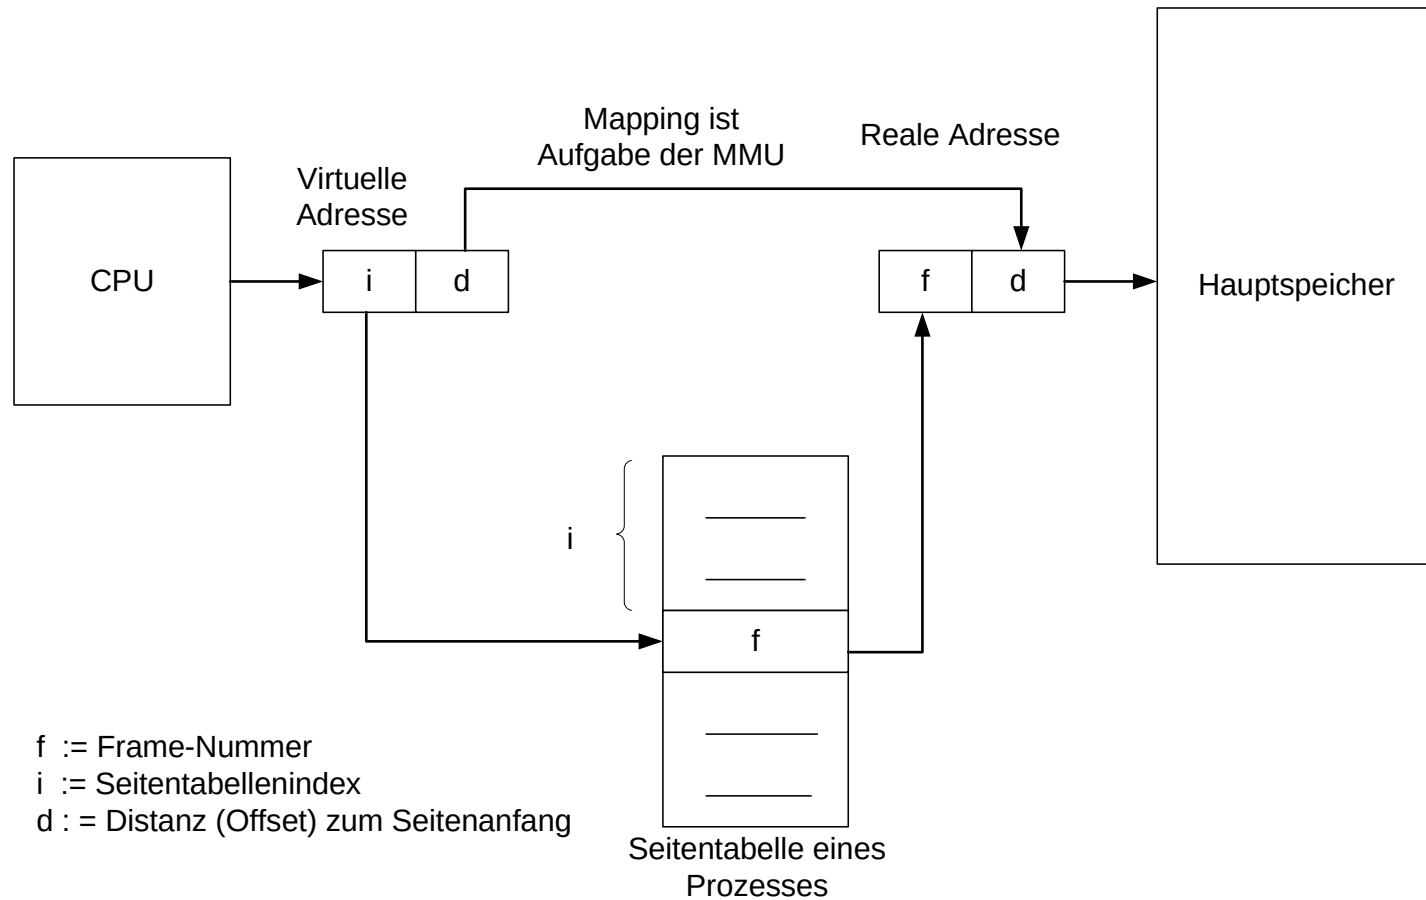 Mapping ist
Aufgabe der MMU
Reale Adresse
Virtuelle
Adresse
CPU
i
d
f
d
Hauptspeicher
i
f
f := Frame-Nummer
i := Seitentabellenindex
d : = Distanz (Offset) zum Seitenanfang
Seitentabelle eines
Prozesses